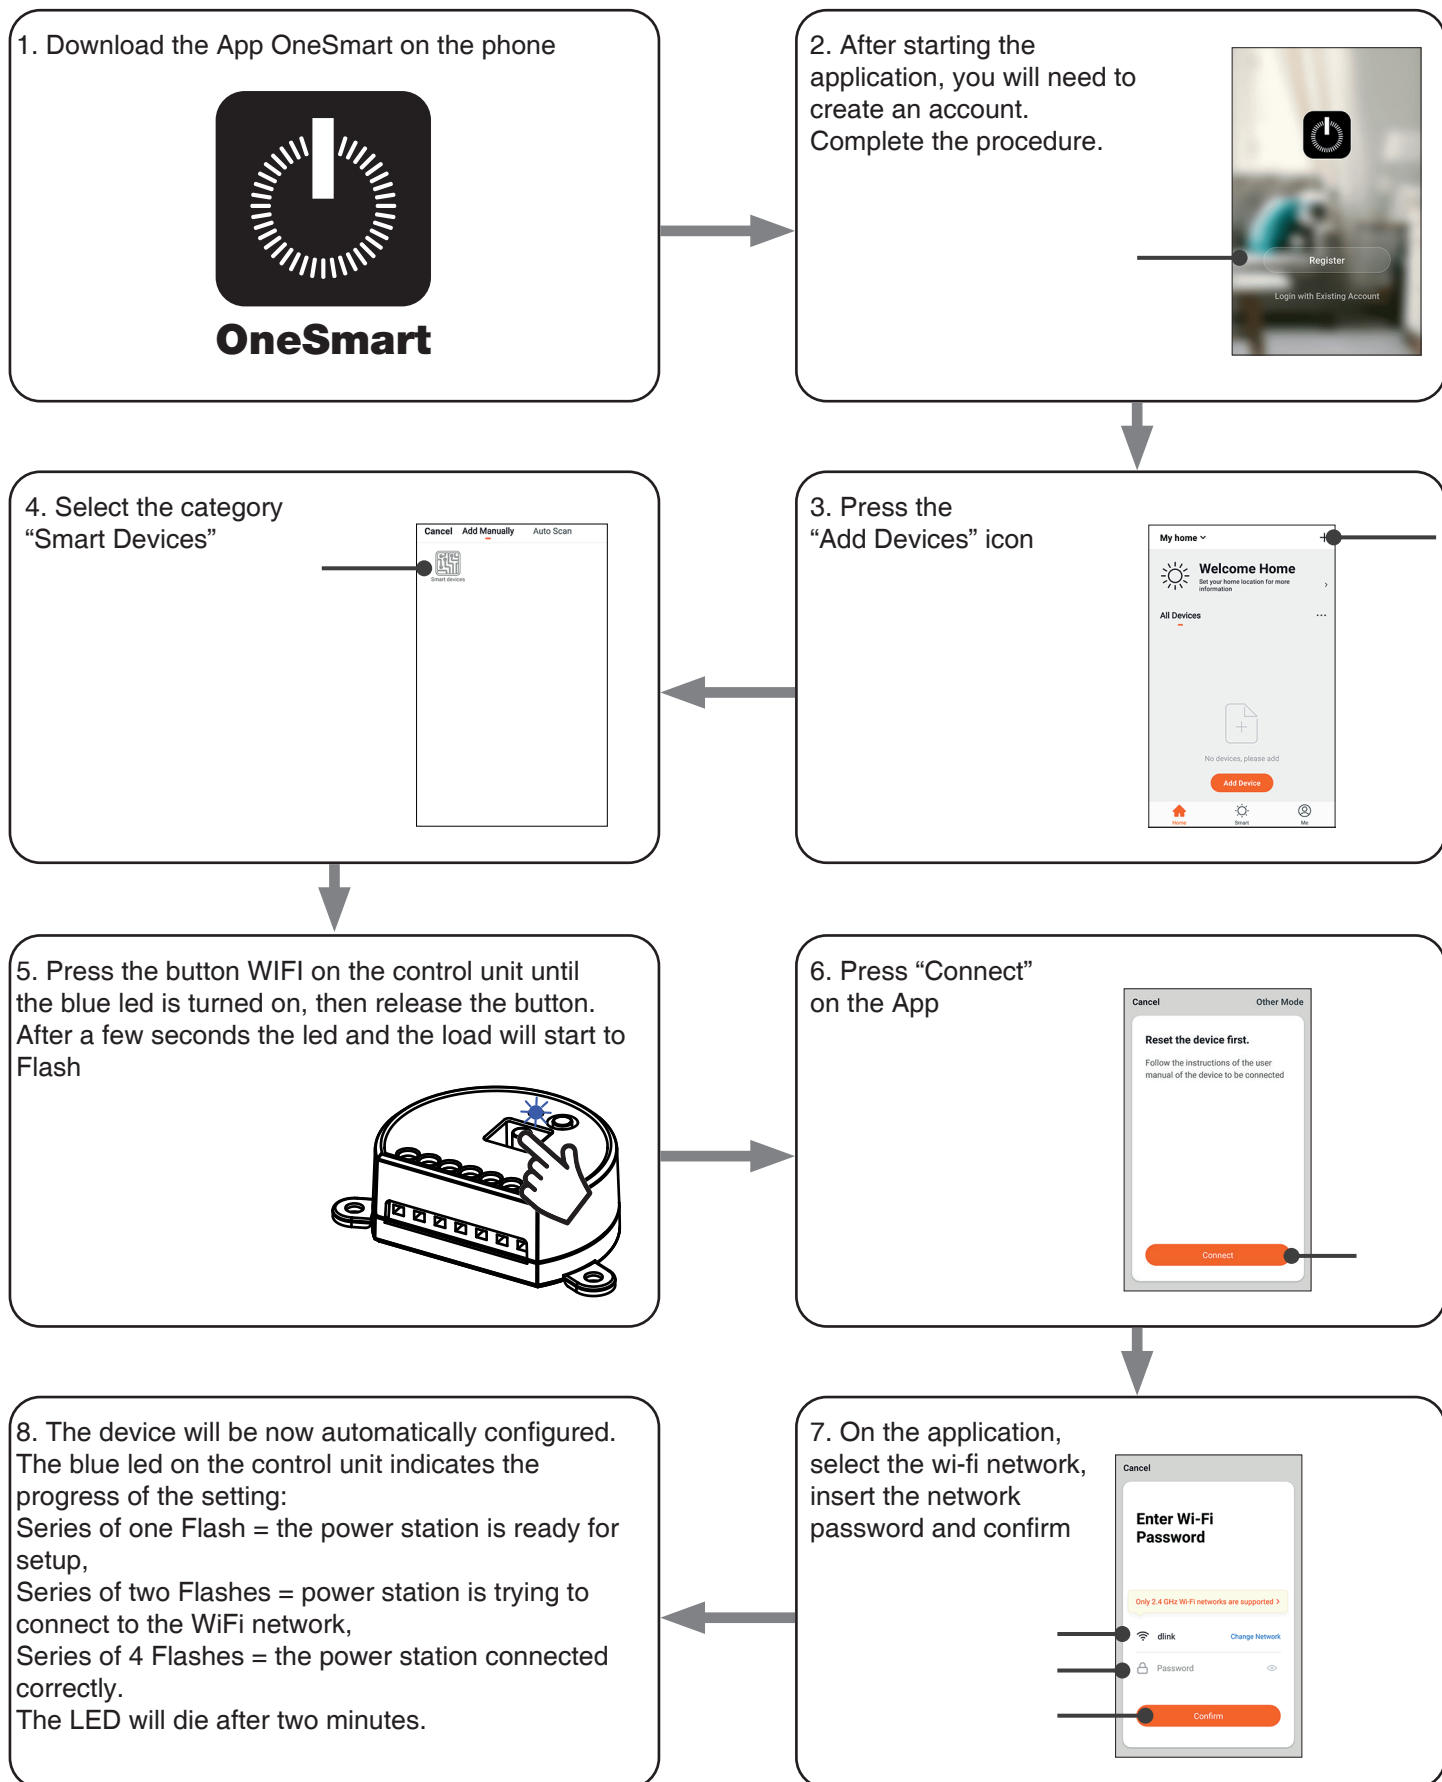 1. Download the App OneSmart on the phone
OneSmart
2. After starting the
application, you will need to
create an account.
Complete the procedure.
Register
Login with Existing Account
3. Press the
“Add Devices” icon
My home
Welcome Home
Set your home location for more
information
All Devices
No devices, please add
Add Device
Home
Smart
Me
4. Select the category
“Smart Devices”
Cancel Add Manually Auto Scan
Smart devices
5. Press the button WIFI on the control unit until
the blue led is turned on, then release the button.
After a few seconds the led and the load will start to
Flash
6. Press “Connect”
on the App
Cancel Other Mode
Reset the device first.
Follow the instructions of the user
manual of the device to be connected
Connect
7. On the application,
select the wi-fi network,
insert the network
password and confirm
Cancel
Enter Wi-Fi
Password
Only 2.4 GHz Wi-Fi networks are supported >
dlink Change Network
Password
Confirm
8. The device will be now automatically configured.
The blue led on the control unit indicates the
progress of the setting:
Series of one Flash = the power station is ready for
setup,
Series of two Flashes = power station is trying to
connect to the WiFi network,
Series of 4 Flashes = the power station connected
correctly.
The LED will die after two minutes.